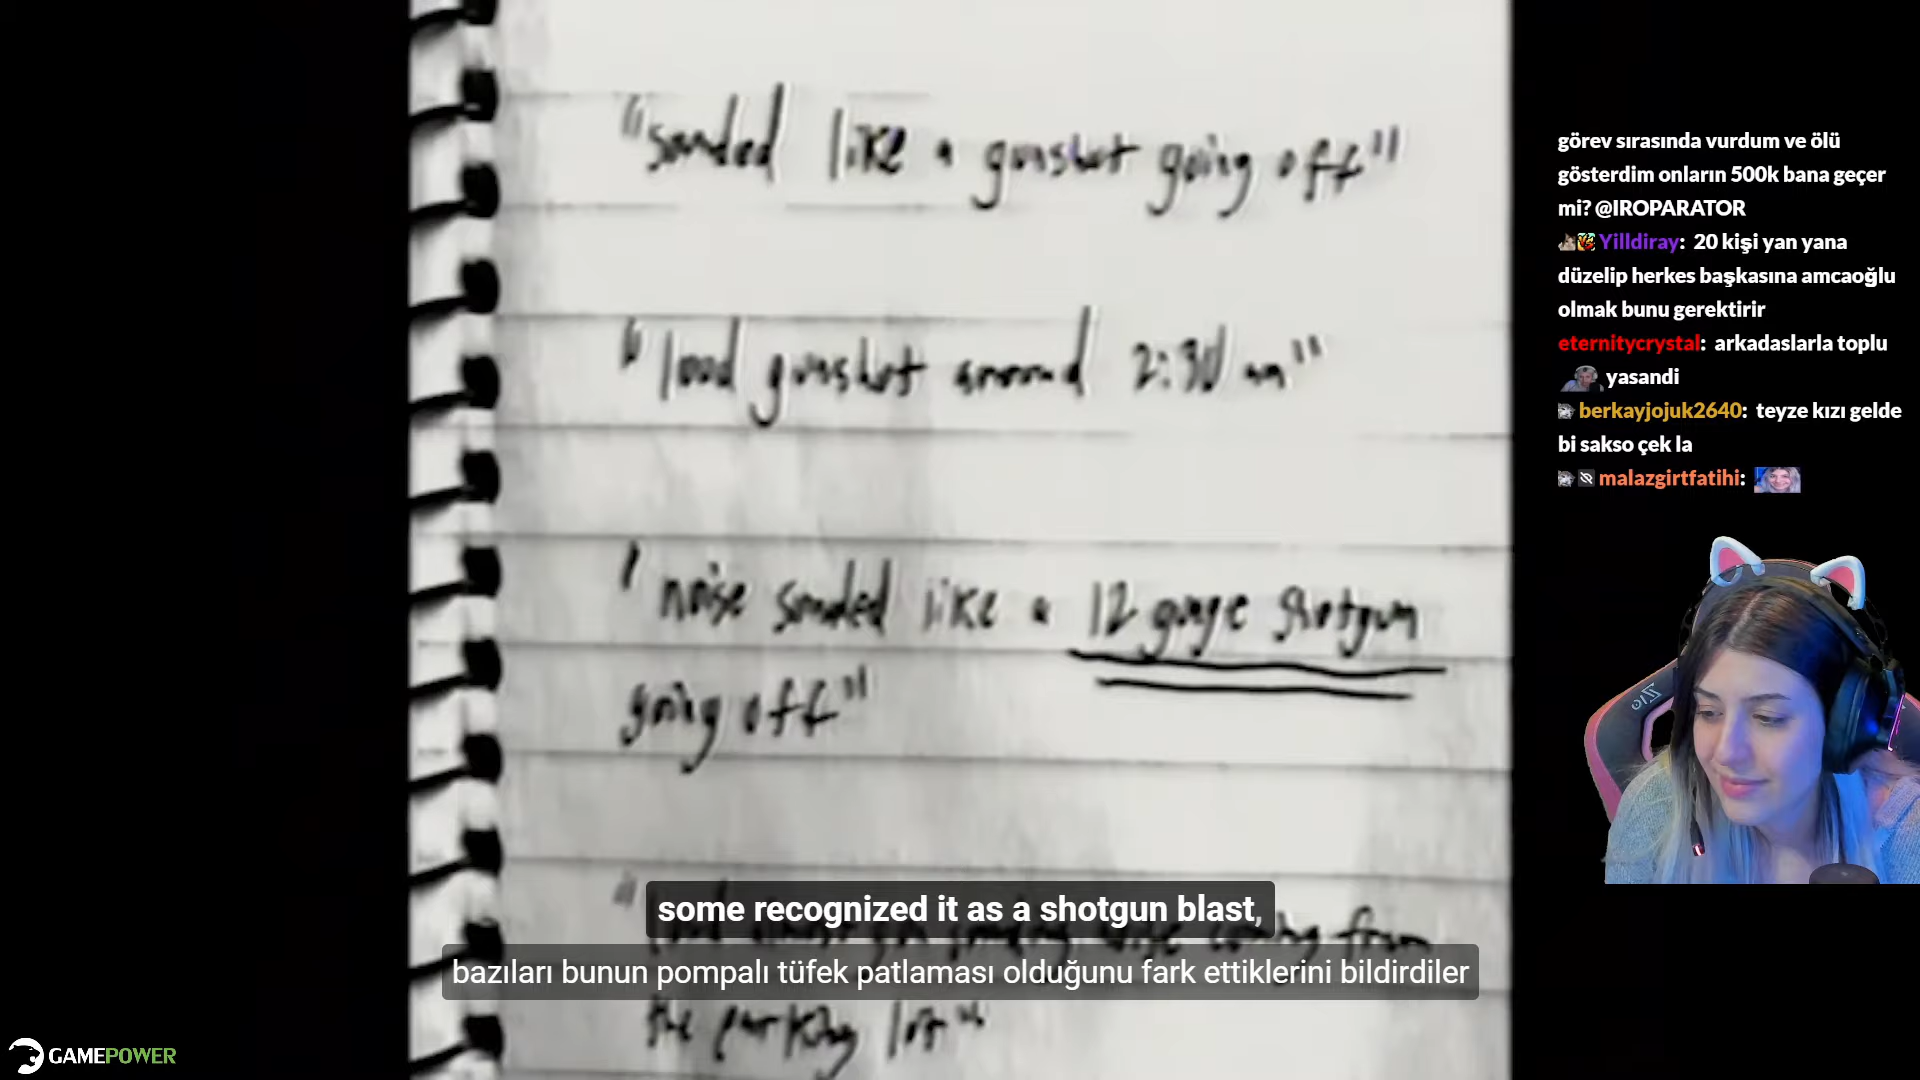 "sounded like a gunshot going off"
"loud gunshot around 2:30 am"
"noise sounded like a 12 gauge shotgun
going off"
the parking lot"
some recognized it as a shotgun blast,
bazıları bunun pompalı tüfek patlaması olduğunu fark ettiklerini bildirdiler
görev sırasında vurdum ve ölü
gösterdim onların 500k bana geçer
mi? @IROPARATOR
Yilldiray: 20 kişi yan yana
düzelip herkes başkasına amcaoğlu
olmak bunu gerektirir
eternitycrystal: arkadaslarla toplu
yasandi
berkayjojuk2640: teyze kızı gelde
bi sakso çek la
malazgirtfatihi:
GAMEPOWER